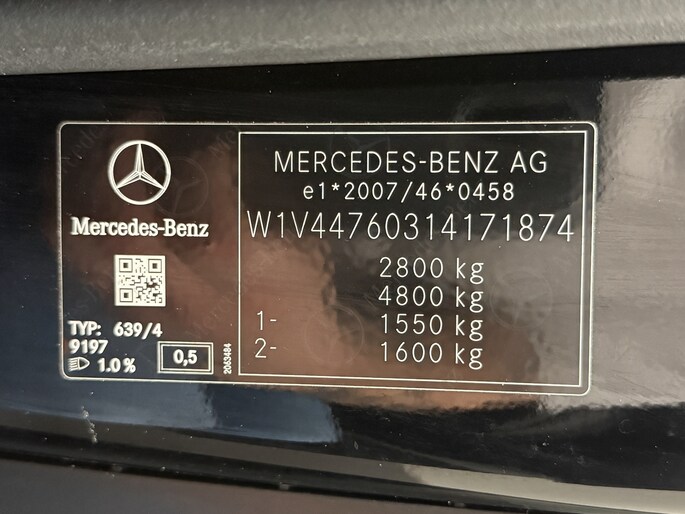 Mercedes-Benz
TYP: 639/4
9197
1.0 %
0,5
2063484
MERCEDES-BENZ AG
e1*2007/46*0458
W1V44760314171874
2800 kg
4800 kg
1- 1550 kg
2- 1600 kg